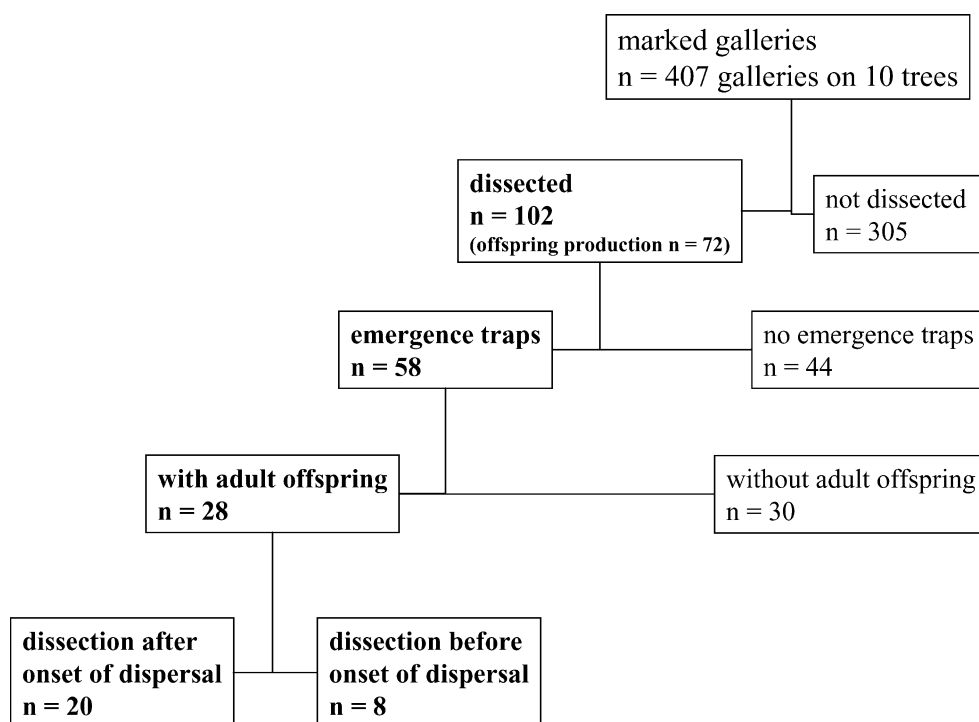 marked galleries
n = 407 galleries on 10 trees
dissected
n = 102
(offspring production n = 72)
not dissected
n = 305
emergence traps
n = 58
no emergence traps
n = 44
with adult offspring
n = 28
without adult offspring
n = 30
dissection after
onset of dispersal
n = 20
dissection before
onset of dispersal
n = 8